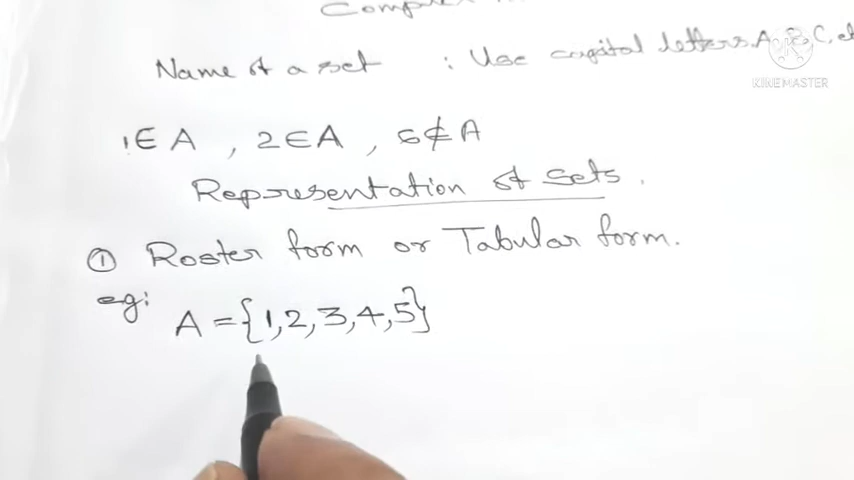 Name of a set : Use capital letters A, B, C, et
KINEMASTER
1∈A , 2∈A , 6∉A
Representation of sets.
① Roster form or Tabular form.
eg: A = {1,2,3,4,5}